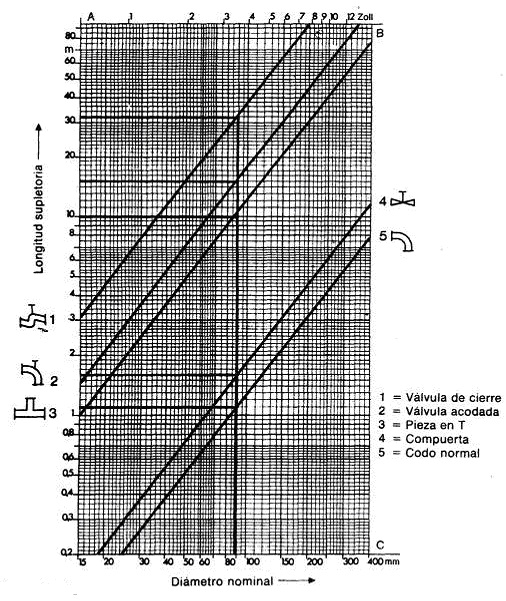 A 1 2 3 4 5 6 7 8 9 10 12 Zoll
B
80
m
60
50
40
30
20
10
8
6
5
4
3
2
1
0,8
0,6
0,5
0,4
0,3
0,2
Longitud supletoria
1
2
3
4
5
1 = Válvula de cierre
2 = Válvula acodada
3 = Pieza en T
4 = Compuerta
5 = Codo normal
C
15 20 30 40 50 60 80 100 150 200 300 400 mm
Diámetro nominal